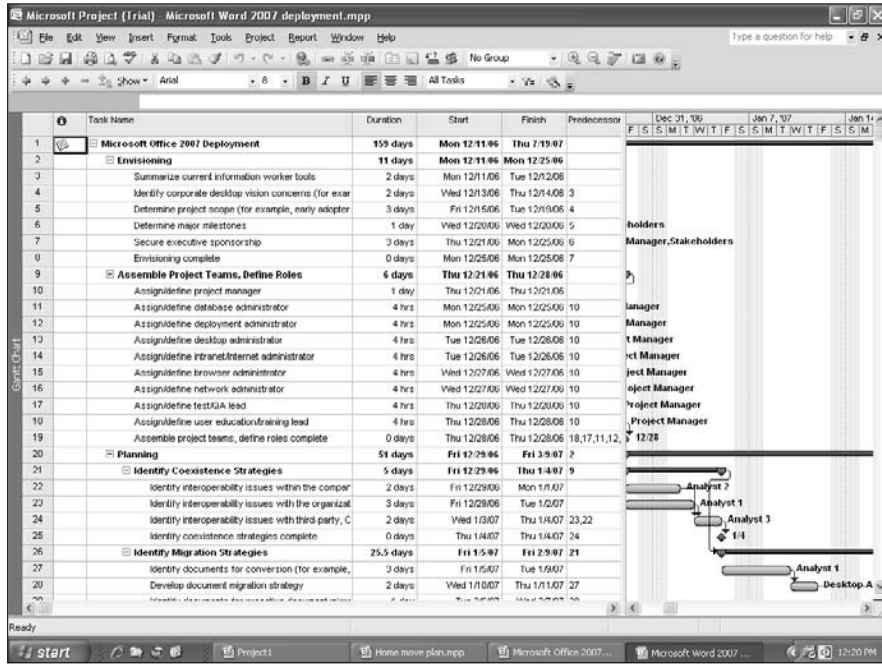 Microsoft Project (Trial) - Microsoft Word 2007 deployment.mpp
File Edit View Insert Format Tools Project Report Window Help Type a question for help
No Group
Show Arial 8 B I U All Tasks
Task Name Duration Start Finish Predecessor Dec 31, '06 Jan 7, '07 Jan 14
F S S M T W T F S S M T W T F S S M
1 Microsoft Office 2007 Deployment 159 days Mon 12/11/06 Thu 7/19/07
2 Envisioning 11 days Mon 12/11/06 Mon 12/25/06
3 Summarize current information worker tools 2 days Mon 12/11/06 Tue 12/12/06
4 Identify corporate desktop vision concerns (for exar 2 days Wed 12/13/06 Thu 12/14/06 3
5 Determine project scope (for example, early adopter 3 days Fri 12/15/06 Tue 12/19/06 4
6 Determine major milestones 1 day Wed 12/20/06 Wed 12/20/06 5 holders
7 Secure executive sponsorship 3 days Thu 12/21/06 Mon 12/25/06 6 Manager,Stakeholders
8 Envisioning complete 0 days Mon 12/25/06 Mon 12/25/06 7
9 Assemble Project Teams, Define Roles 6 days Thu 12/21/06 Thu 12/28/06
10 Assign/define project manager 1 day Thu 12/21/06 Thu 12/21/06
11 Assign/define database administrator 4 hrs Mon 12/25/06 Mon 12/25/06 10 lanager
12 Assign/define deployment administrator 4 hrs Mon 12/25/06 Mon 12/25/06 10 Manager
13 Assign/define desktop administrator 4 hrs Tue 12/26/06 Tue 12/26/06 10 t Manager
14 Assign/define intranet/internet administrator 4 hrs Tue 12/26/06 Tue 12/26/06 10 ect Manager
15 Assign/define browser administrator 4 hrs Wed 12/27/06 Wed 12/27/06 10 ject Manager
16 Assign/define network administrator 4 hrs Wed 12/27/06 Wed 12/27/06 10 oject Manager
17 Assign/define test/QA lead 4 hrs Thu 12/28/06 Thu 12/28/06 10 Project Manager
18 Assign/define user education/training lead 4 hrs Thu 12/28/06 Thu 12/28/06 10 Project Manager
19 Assemble project teams, define roles complete 0 days Thu 12/28/06 Thu 12/28/06 18,17,11,12, 12/28
20 Planning 51 days Fri 12/29/06 Fri 3/9/07 2
21 Identify Coexistence Strategies 5 days Fri 12/29/06 Thu 1/4/07 9
22 Identify interoperability issues within the compar 2 days Fri 12/29/06 Mon 1/1/07 Analyst 2
23 Identify interoperability issues with the organizat 3 days Fri 12/29/06 Tue 1/2/07 Analyst 1
24 Identify interoperability issues with third-party, C 2 days Wed 1/3/07 Thu 1/4/07 23,22 Analyst 3
25 Identify coexistence strategies complete 0 days Thu 1/4/07 Thu 1/4/07 24 1/4
26 Identify Migration Strategies 25.5 days Fri 1/5/07 Fri 2/9/07 21
27 Identify documents for conversion (for example, 3 days Fri 1/5/07 Tue 1/9/07 Analyst 1
28 Develop document migration strategy 2 days Wed 1/10/07 Thu 1/11/07 27 Desktop A
Gantt Chart
Ready
start Project1 Home move plan.mpp Microsoft Office 2007... Microsoft Word 2007 ... 12:20 PM